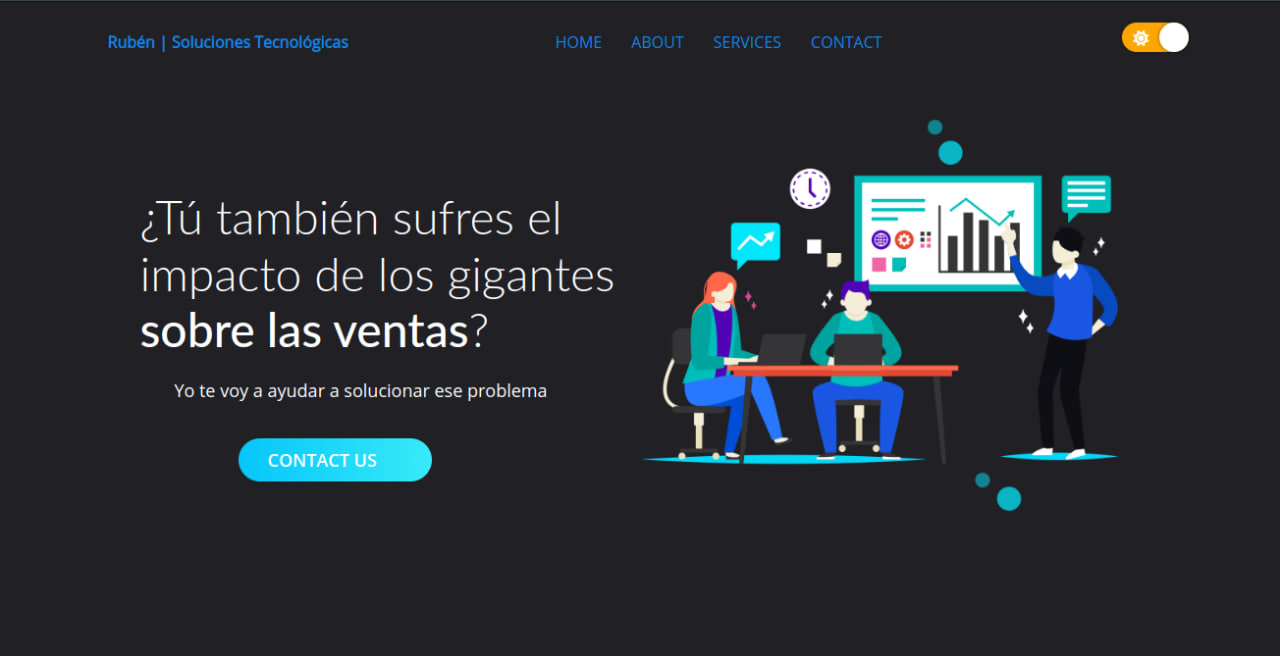 Rubén | Soluciones Tecnológicas
HOME ABOUT SERVICES CONTACT
¿Tú también sufres el
impacto de los gigantes
sobre las ventas?
Yo te voy a ayudar a solucionar ese problema
CONTACT US